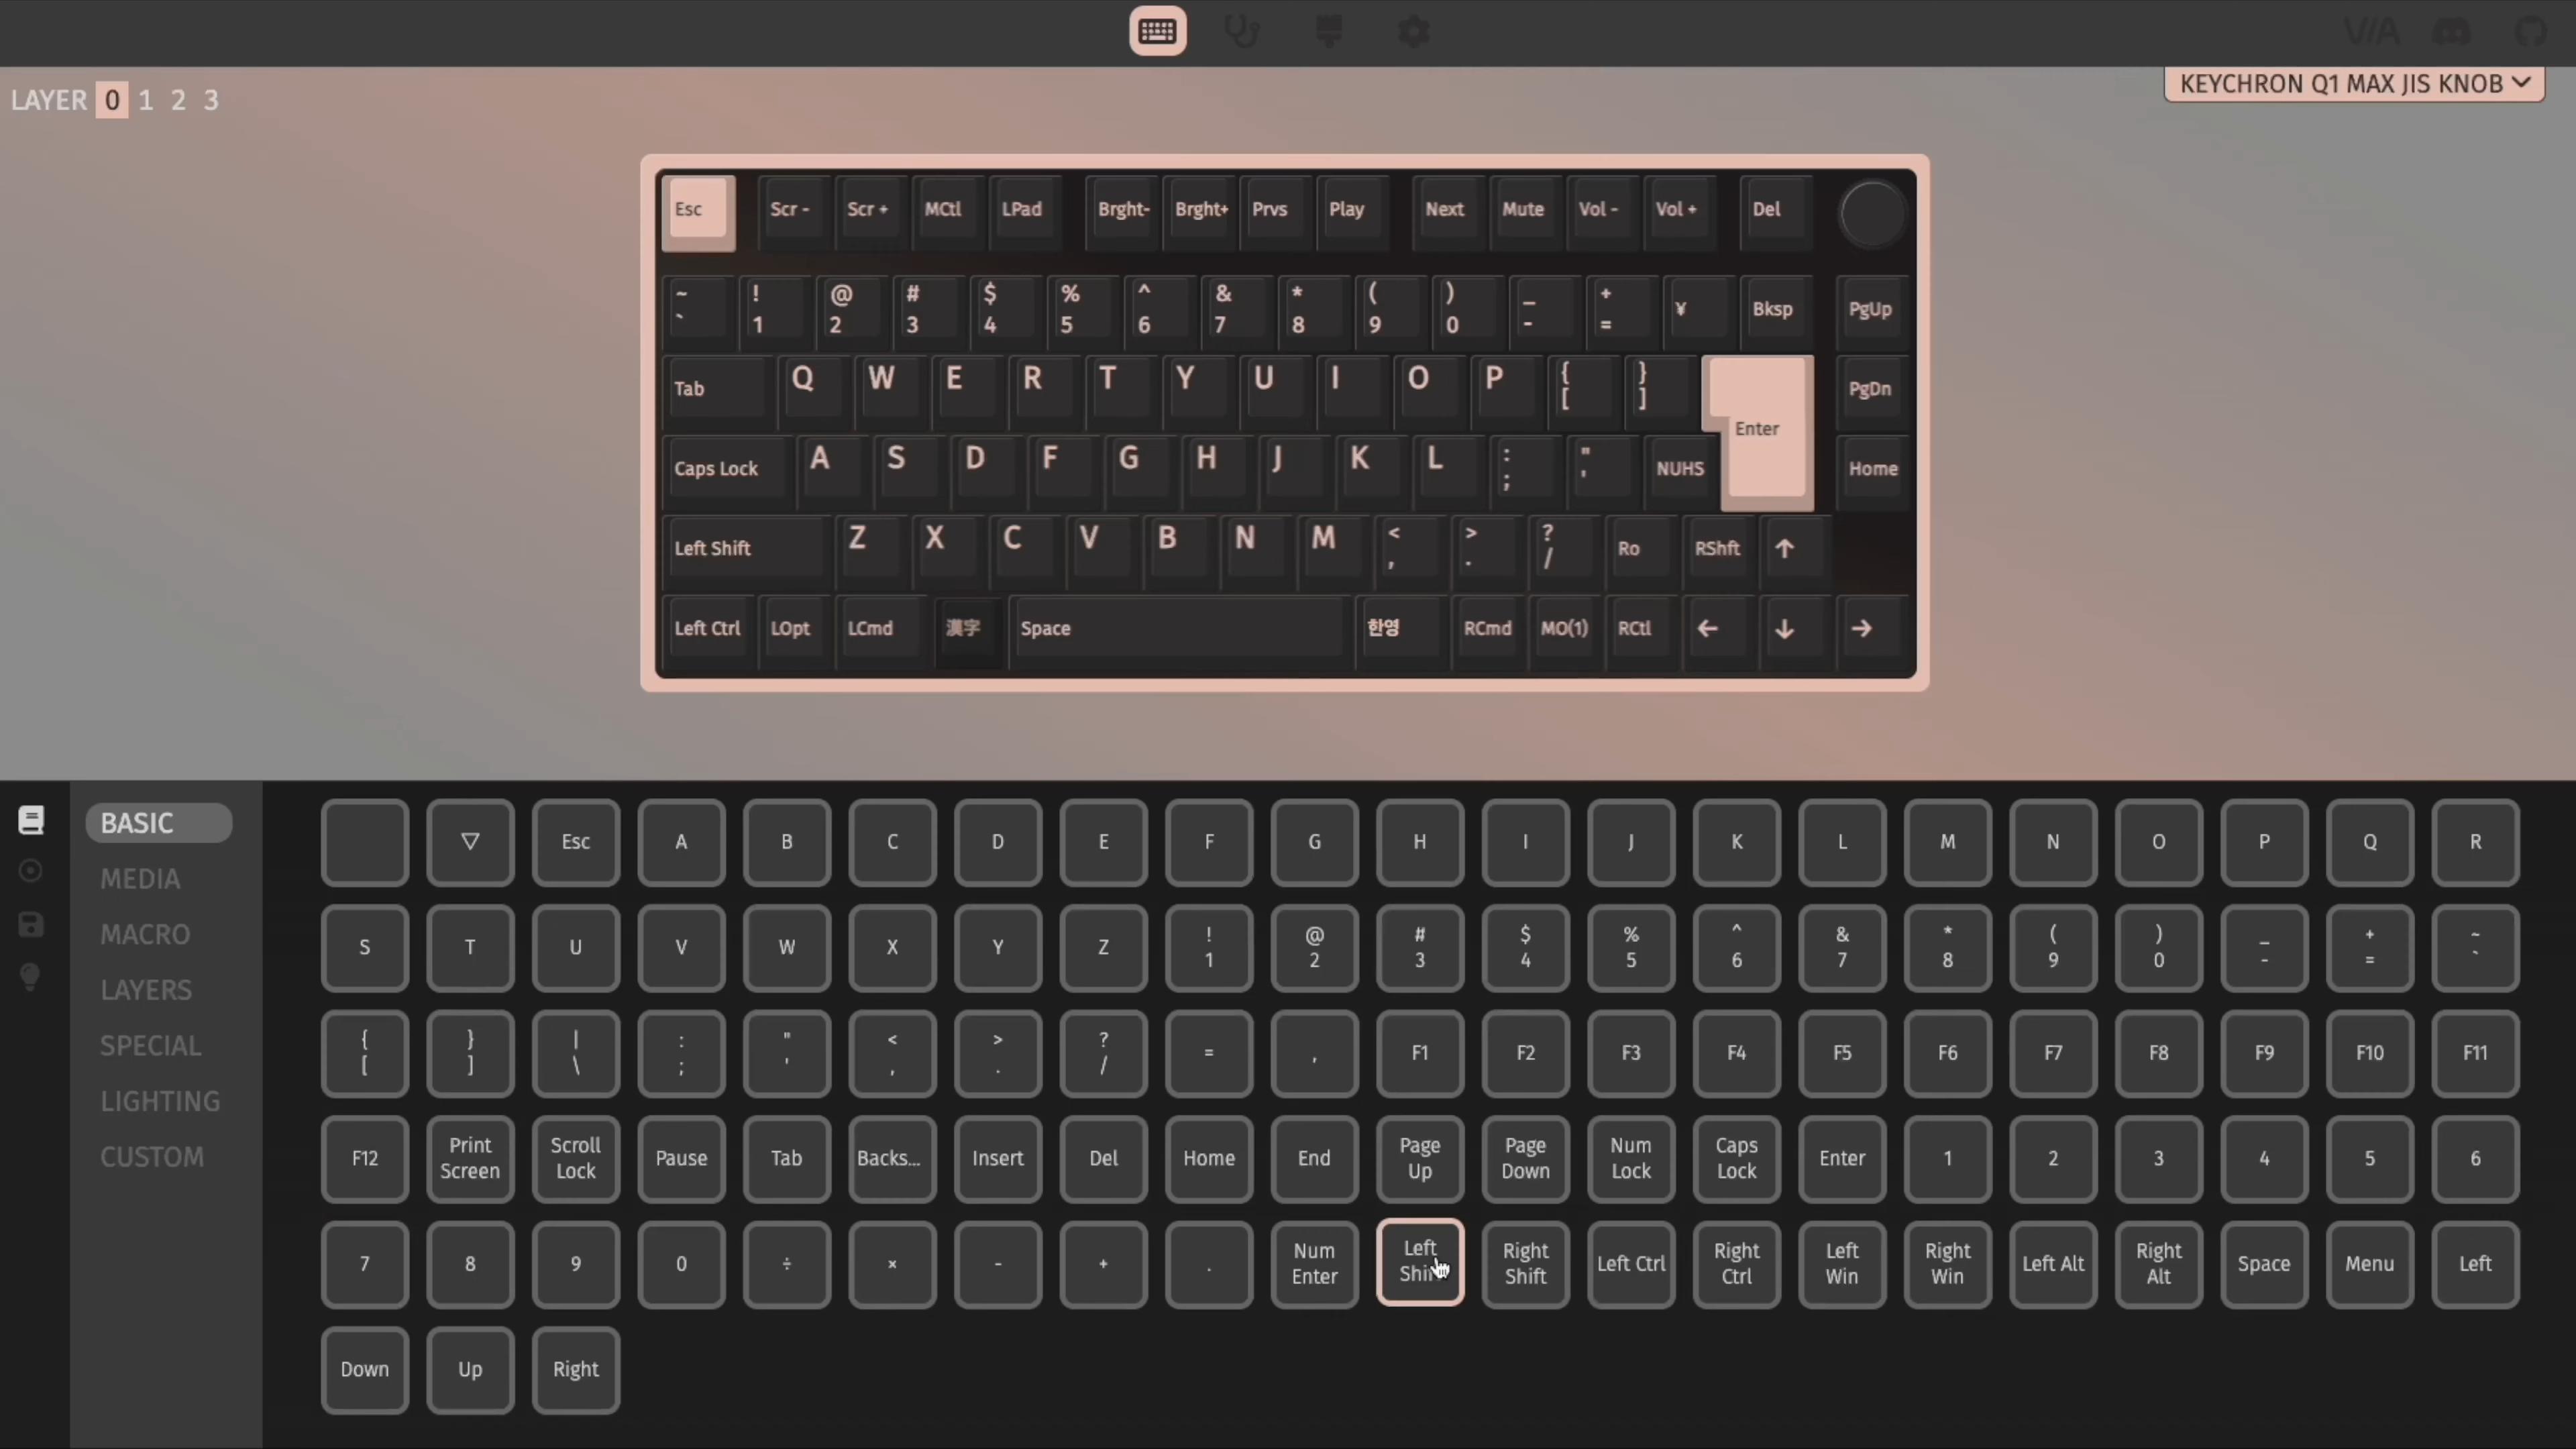 VIA
LAYER 0 1 2 3
KEYCHRON Q1 MAX JIS KNOB
Esc Scr - Scr + MCtl LPad Brght- Brght+ Prvs Play Next Mute Vol - Vol + Del
~ ! @ # $ % ^ & * ( ) _ +
` 1 2 3 4 5 6 7 8 9 0 - = ¥ Bksp PgUp
Tab Q W E R T Y U I O P { }
[ ] PgDn
Enter
Caps Lock A S D F G H J K L : "
; ' NUHS Home
Left Shift Z X C V B N M < > ?
, . / Ro RShft ↑
Left Ctrl LOpt LCmd 漢字 Space 한영 RCmd MO(1) RCtl ← ↓ →
BASIC
MEDIA
MACRO
LAYERS
SPECIAL
LIGHTING
CUSTOM
▽ Esc A B C D E F G H I J K L M N O P Q R
S T U V W X Y Z ! @ # $ % ^ & * ( ) _ + ~
1 2 3 4 5 6 7 8 9 0 - = `
{ } | : " < > ?
[ ] \ ; ' , . / = , F1 F2 F3 F4 F5 F6 F7 F8 F9 F10 F11
F12 Print Screen Scroll Lock Pause Tab Backs... Insert Del Home End Page Up Page Down Num Lock Caps Lock Enter 1 2 3 4 5 6
7 8 9 0 ÷ × - + . Num Enter Left Right Shift Left Ctrl Right Ctrl Left Win Right Win Left Alt Right Alt Space Menu Left
Down Up Right